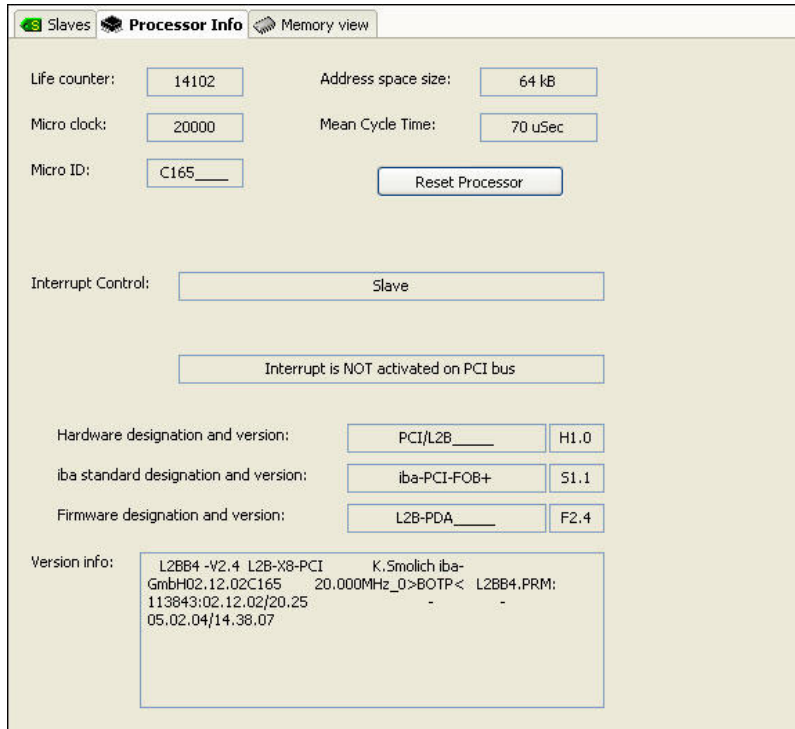 Slaves Processor Info Memory view
Life counter: 14102 Address space size: 64 kB
Micro clock: 20000 Mean Cycle Time: 70 uSec
Micro ID: C165____ Reset Processor
Interrupt Control: Slave
Interrupt is NOT activated on PCI bus
Hardware designation and version: PCI/L2B_____ H1.0
iba standard designation and version: iba-PCI-FOB+ S1.1
Firmware designation and version: L2B-PDA_____ F2.4
Version info: L2BB4 -V2.4 L2B-X8-PCI K.Smolich iba-
GmbH02.12.02C165 20.000MHz_0>BOTP< L2BB4.PRM:
113843:02.12.02/20.25 - -
05.02.04/14.38.07